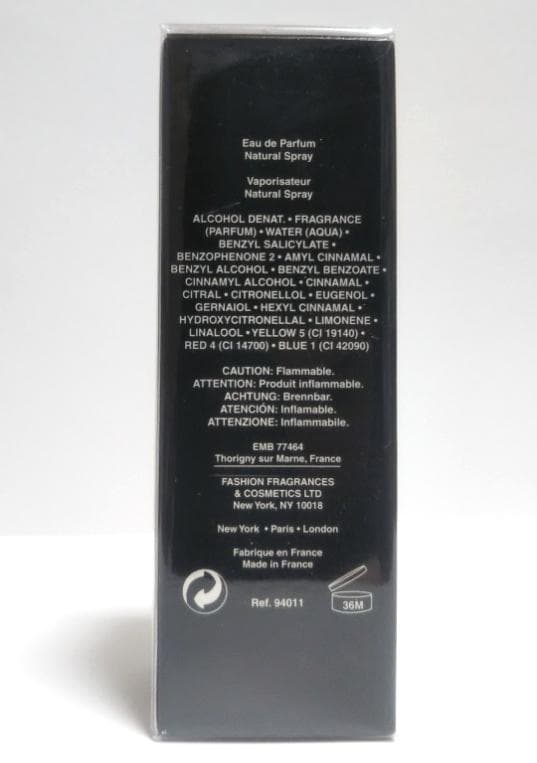 Eau de Parfum
Natural Spray
Vaporisateur
Natural Spray
ALCOHOL DENAT. • FRAGRANCE
(PARFUM) • WATER (AQUA) •
BENZYL SALICYLATE •
BENZOPHENONE 2 • AMYL CINNAMAL •
BENZYL ALCOHOL • BENZYL BENZOATE •
CINNAMYL ALCOHOL • CINNAMAL •
CITRAL • CITRONELLOL • EUGENOL •
GERNAIOL • HEXYL CINNAMAL •
HYDROXYCITRONELLAL • LIMONENE •
LINALOOL • YELLOW 5 (CI 19140) •
RED 4 (CI 14700) • BLUE 1 (CI 42090)
CAUTION: Flammable.
ATTENTION: Produit inflammable.
ACHTUNG: Brennbar.
ATENCIÓN: Inflamable.
ATTENZIONE: Inflammabile.
EMB 77464
Thorigny sur Marne, France
FASHION FRAGRANCES
& COSMETICS LTD
New York, NY 10018
New York • Paris • London
Fabrique en France
Made in France
Ref. 94011
36M